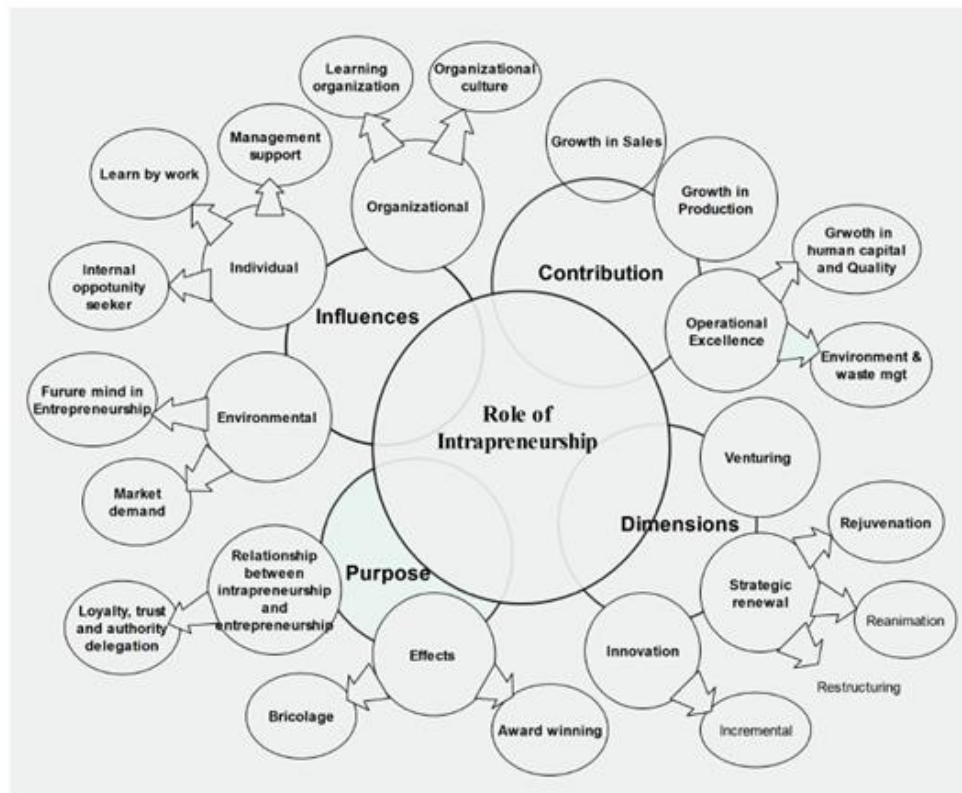 Learning
organization
Organizational
culture
Management
support
Learn by work
Organizational
Growth in Sales
Growth in
Production
Grwoth in
human capital
and Quality
Internal
oppotunity
seeker
Individual
Influences
Contribution
Operational
Excellence
Environment &
waste mgt
Furure mind in
Entrepreneurship
Environmental
Market
demand
Role of
Intrapreneurship
Venturing
Dimensions
Rejuvenation
Strategic
renewal
Reanimation
Restructuring
Innovation
Incremental
Purpose
Relationship
between
intrapreneurship
and
entrepreneurship
Loyalty, trust
and authority
delegation
Effects
Bricolage
Award winning